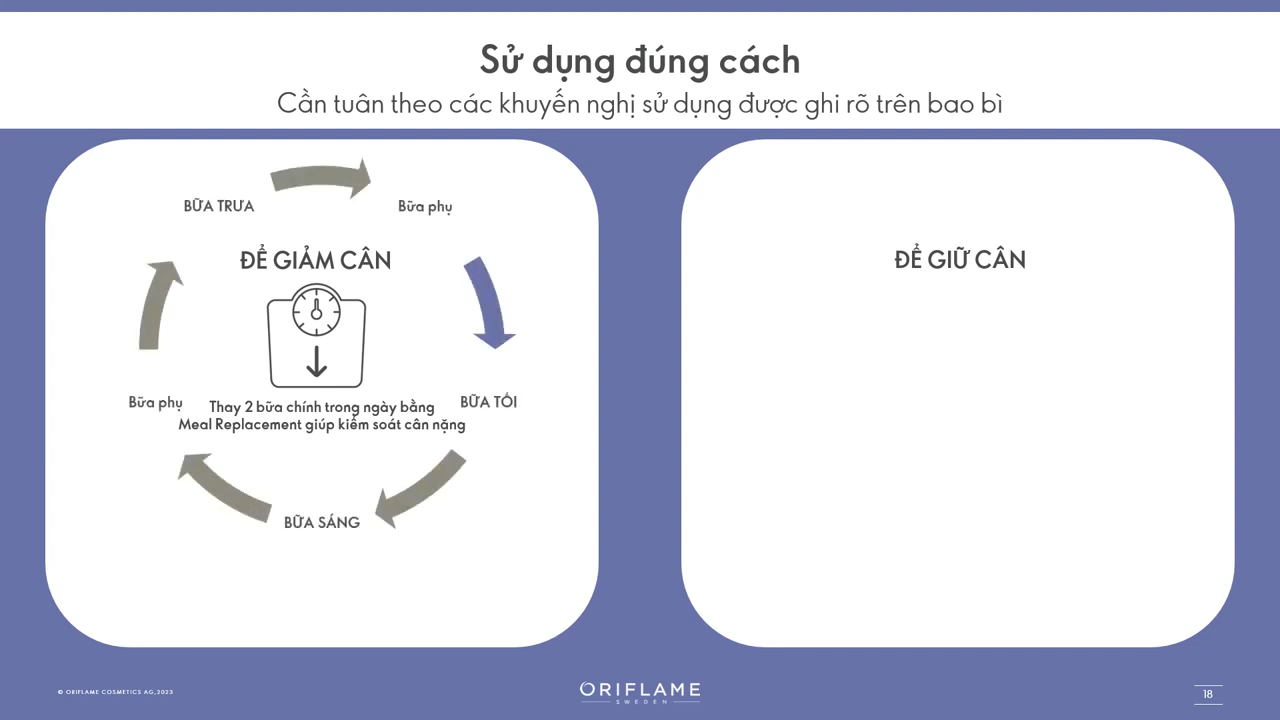 Sử dụng đúng cách
Cần tuân theo các khuyến nghị sử dụng được ghi rõ trên bao bì
BỮA TRƯA
Bữa phụ
ĐỂ GIẢM CÂN
Bữa phụ
Thay 2 bữa chính trong ngày bằng
Meal Replacement giúp kiểm soát cân nặng
BỮA TỐI
BỮA SÁNG
ĐỂ GIỮ CÂN
© ORIFLAME COSMETICS AG,2023
ORIFLAME
SWEDEN
18